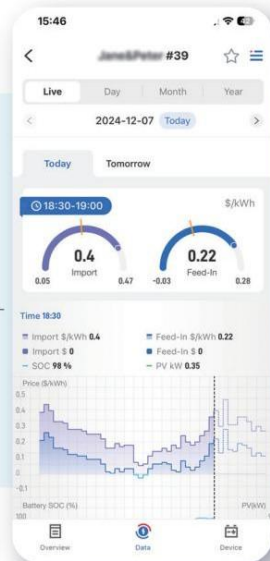 15:46
#39
Live Day Month Year
2024-12-07 Today
Today Tomorrow
18:30-19:00
$/kWh
0.4 0.22
Import Feed-In
0.05 0.47 -0.03 0.28
Time 18:30
Import $/kWh 0.4 Feed-In $/kWh 0.22
Import $ 0 Feed-In $ 0
SOC 98 % PV kW 0.35
Price ($/kWh)
0.5
0.4
0.3
0.2
0.1
0
-0.1
Battery SOC (%) PV(kW)
100
Overview Data Device